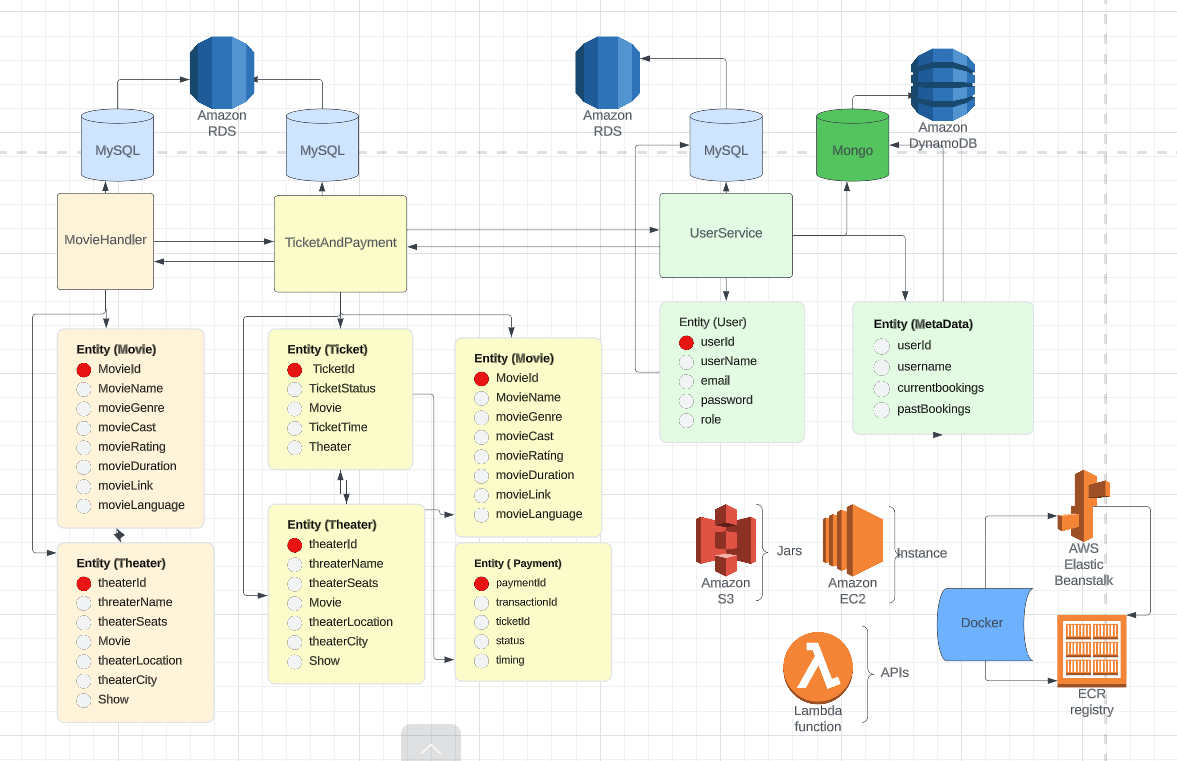 Amazon
RDS
Amazon
RDS
Amazon
DynamoDB
MySQL
MySQL
MySQL
Mongo
MovieHandler
TicketAndPayment
UserService
Entity (Movie)
MovieId
MovieName
movieGenre
movieCast
movieRating
movieDuration
movieLink
movieLanguage
Entity (Theater)
theaterId
threaterName
theaterSeats
Movie
theaterLocation
theaterCity
Show
Entity (Ticket)
TicketId
TicketStatus
Movie
TicketTime
Theater
Entity (Theater)
theaterId
threaterName
theaterSeats
Movie
theaterLocation
theaterCity
Show
Entity (Movie)
MovieId
MovieName
movieGenre
movieCast
movieRating
movieDuration
movieLink
movieLanguage
Entity ( Payment)
paymentId
transactionId
ticketId
status
timing
Entity (User)
userId
userName
email
password
role
Entity (MetaData)
userId
username
currentbookings
pastBookings
Amazon
S3
Jars
Amazon
EC2
Instance
Lambda
function
APIs
Docker
AWS
Elastic
Beanstalk
ECR
registry